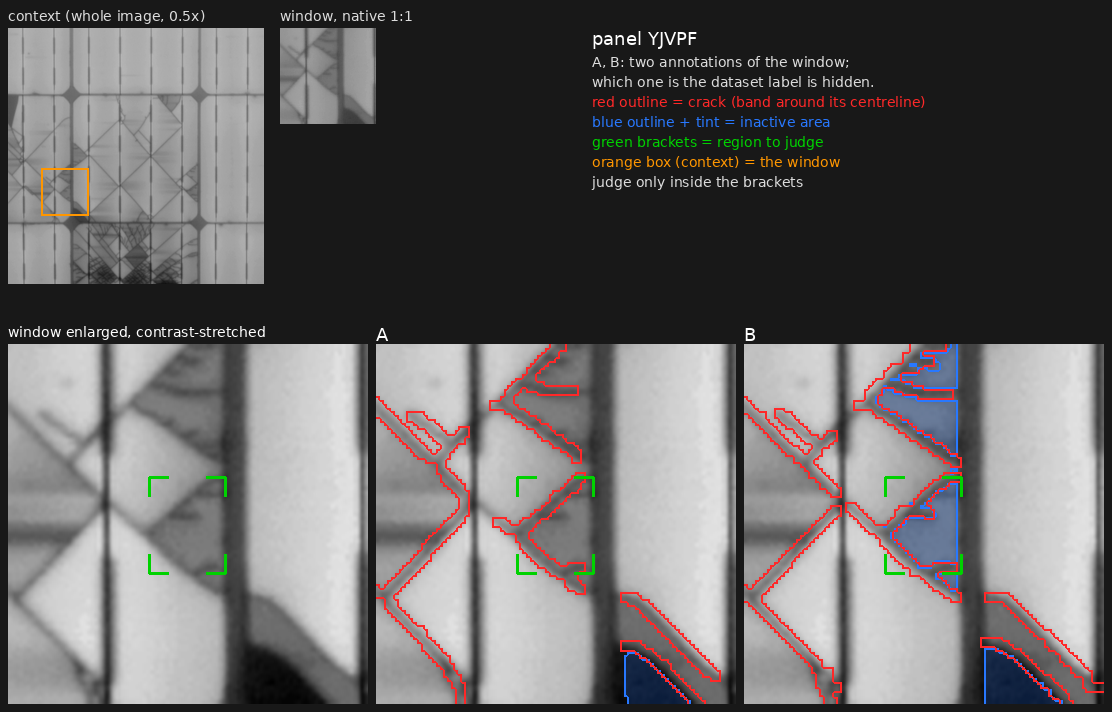 context (whole image, 0.5x)
window, native 1:1
panel YJVPF
A, B: two annotations of the window;
which one is the dataset label is hidden.
red outline = crack (band around its centreline)
blue outline + tint = inactive area
green brackets = region to judge
orange box (context) = the window
judge only inside the brackets
window enlarged, contrast-stretched
A
B